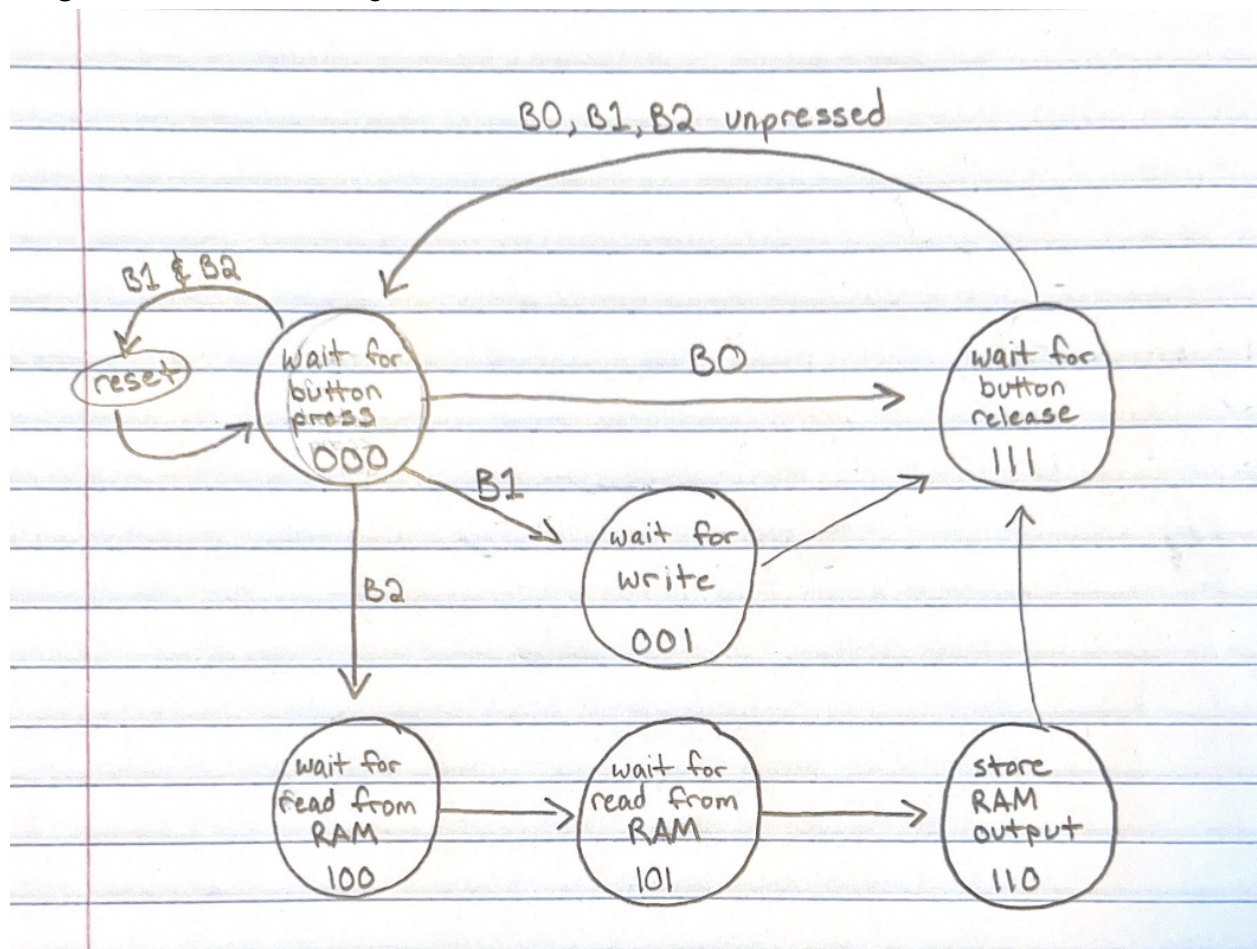 B0, B1, B2 unpressed
B1 & B2
reset
wait for
button
press
000
B0
wait for
button
release
111
B1
wait for
write
001
B2
wait for
read from
RAM
100
wait for
read from
RAM
101
store
RAM
output
110